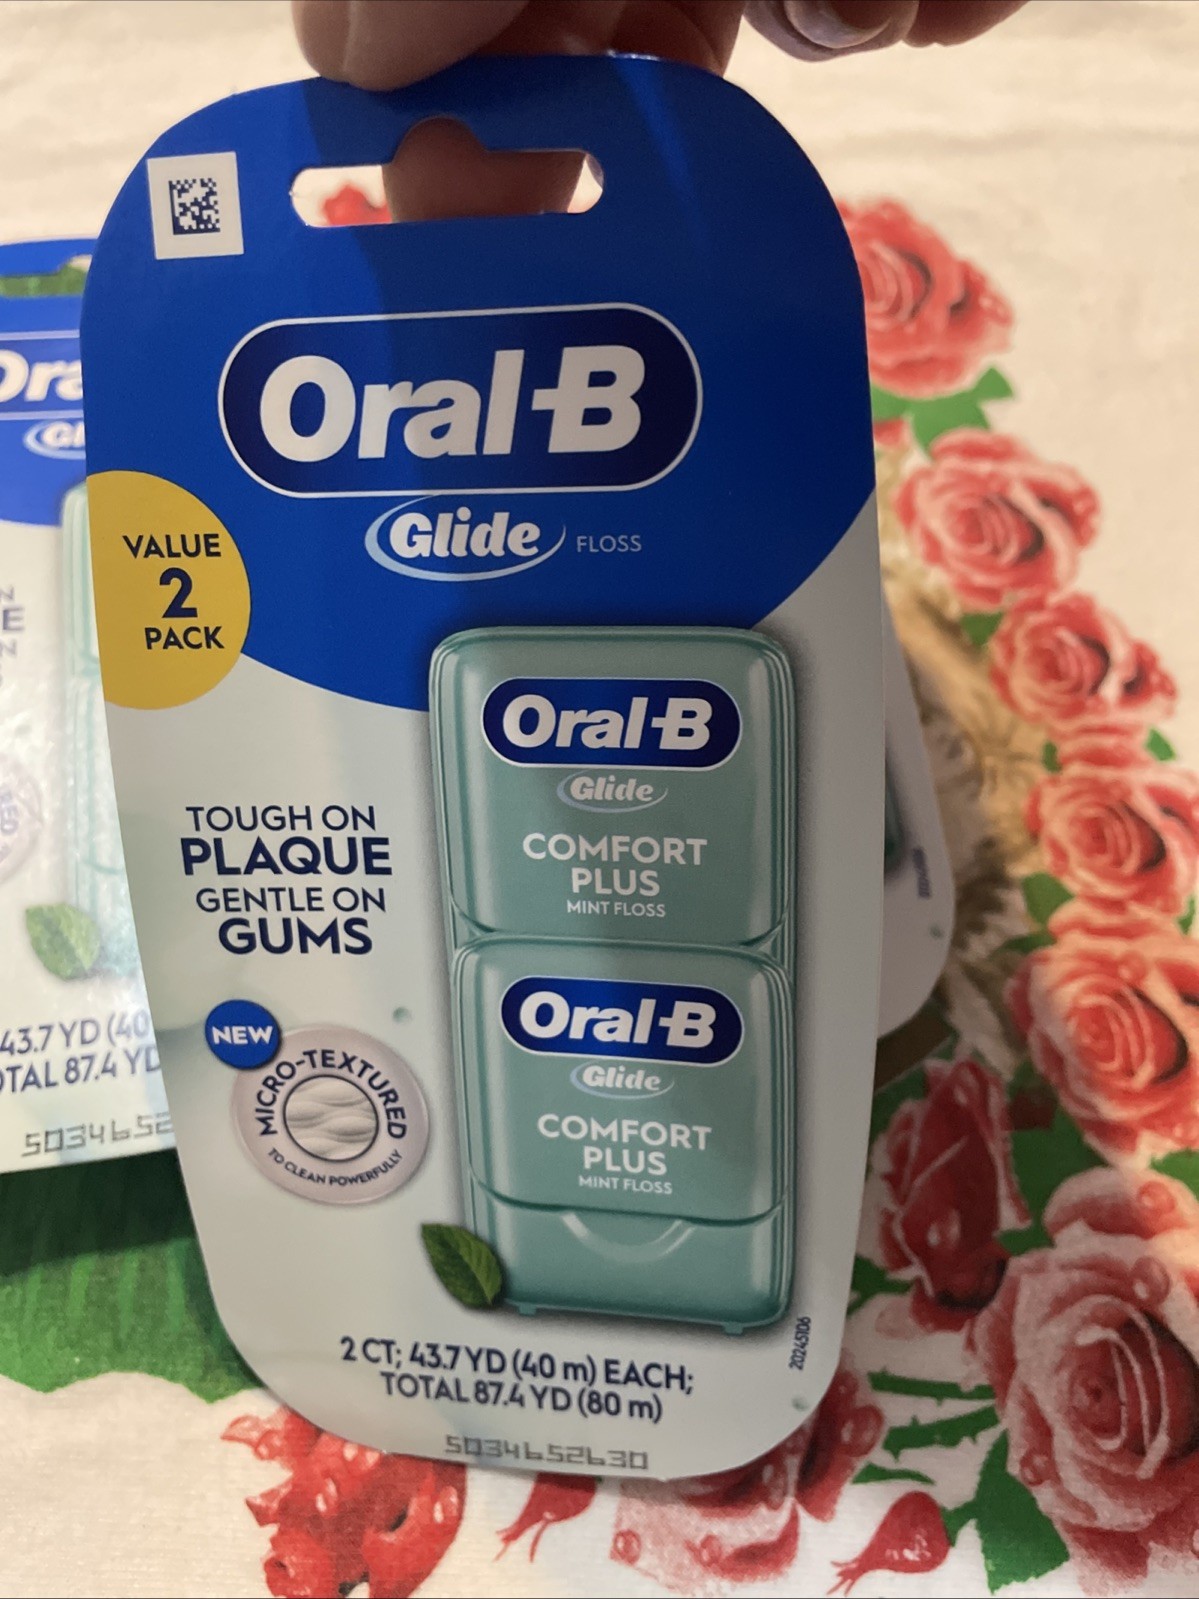 Oral-B
Glide FLOSS
VALUE
2
PACK
Oral-B
Glide
COMFORT
PLUS
MINT FLOSS
TOUGH ON
PLAQUE
GENTLE ON
GUMS
NEW
MICRO-TEXTURED
TO CLEAN POWERFULLY
Oral-B
Glide
COMFORT
PLUS
MINT FLOSS
2 CT; 43.7 YD (40 m) EACH;
TOTAL 87.4 YD (80 m)
20245106
5034652630
43.7 YD (40
TOTAL 87.4 YD
5034652